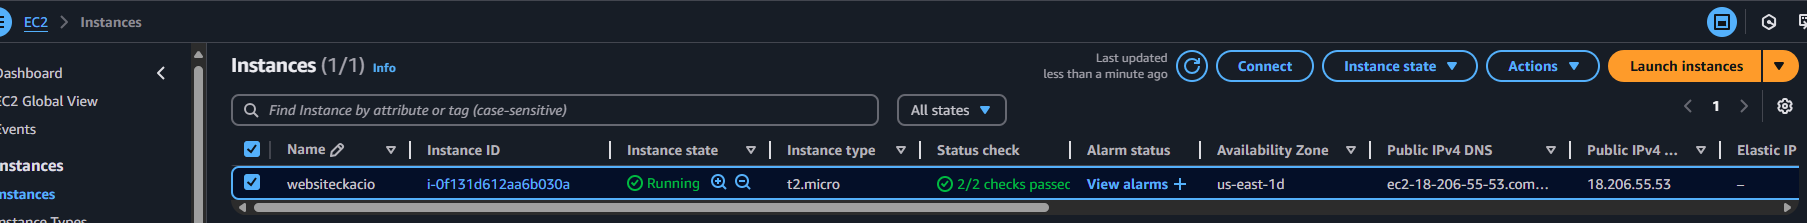 EC2 > Instances
Dashboard
EC2 Global View
Events
Instances
Instances
Instance Types
Instances (1/1) Info
Last updated
less than a minute ago
Connect
Instance state
Actions
Launch instances
Find Instance by attribute or tag (case-sensitive)
All states
1
Name Instance ID Instance state Instance type Status check Alarm status Availability Zone Public IPv4 DNS Public IPv4 ... Elastic IP
websiteckacio i-0f131d612aa6b030a Running t2.micro 2/2 checks passed View alarms + us-east-1d ec2-18-206-55-53.com... 18.206.55.53 –